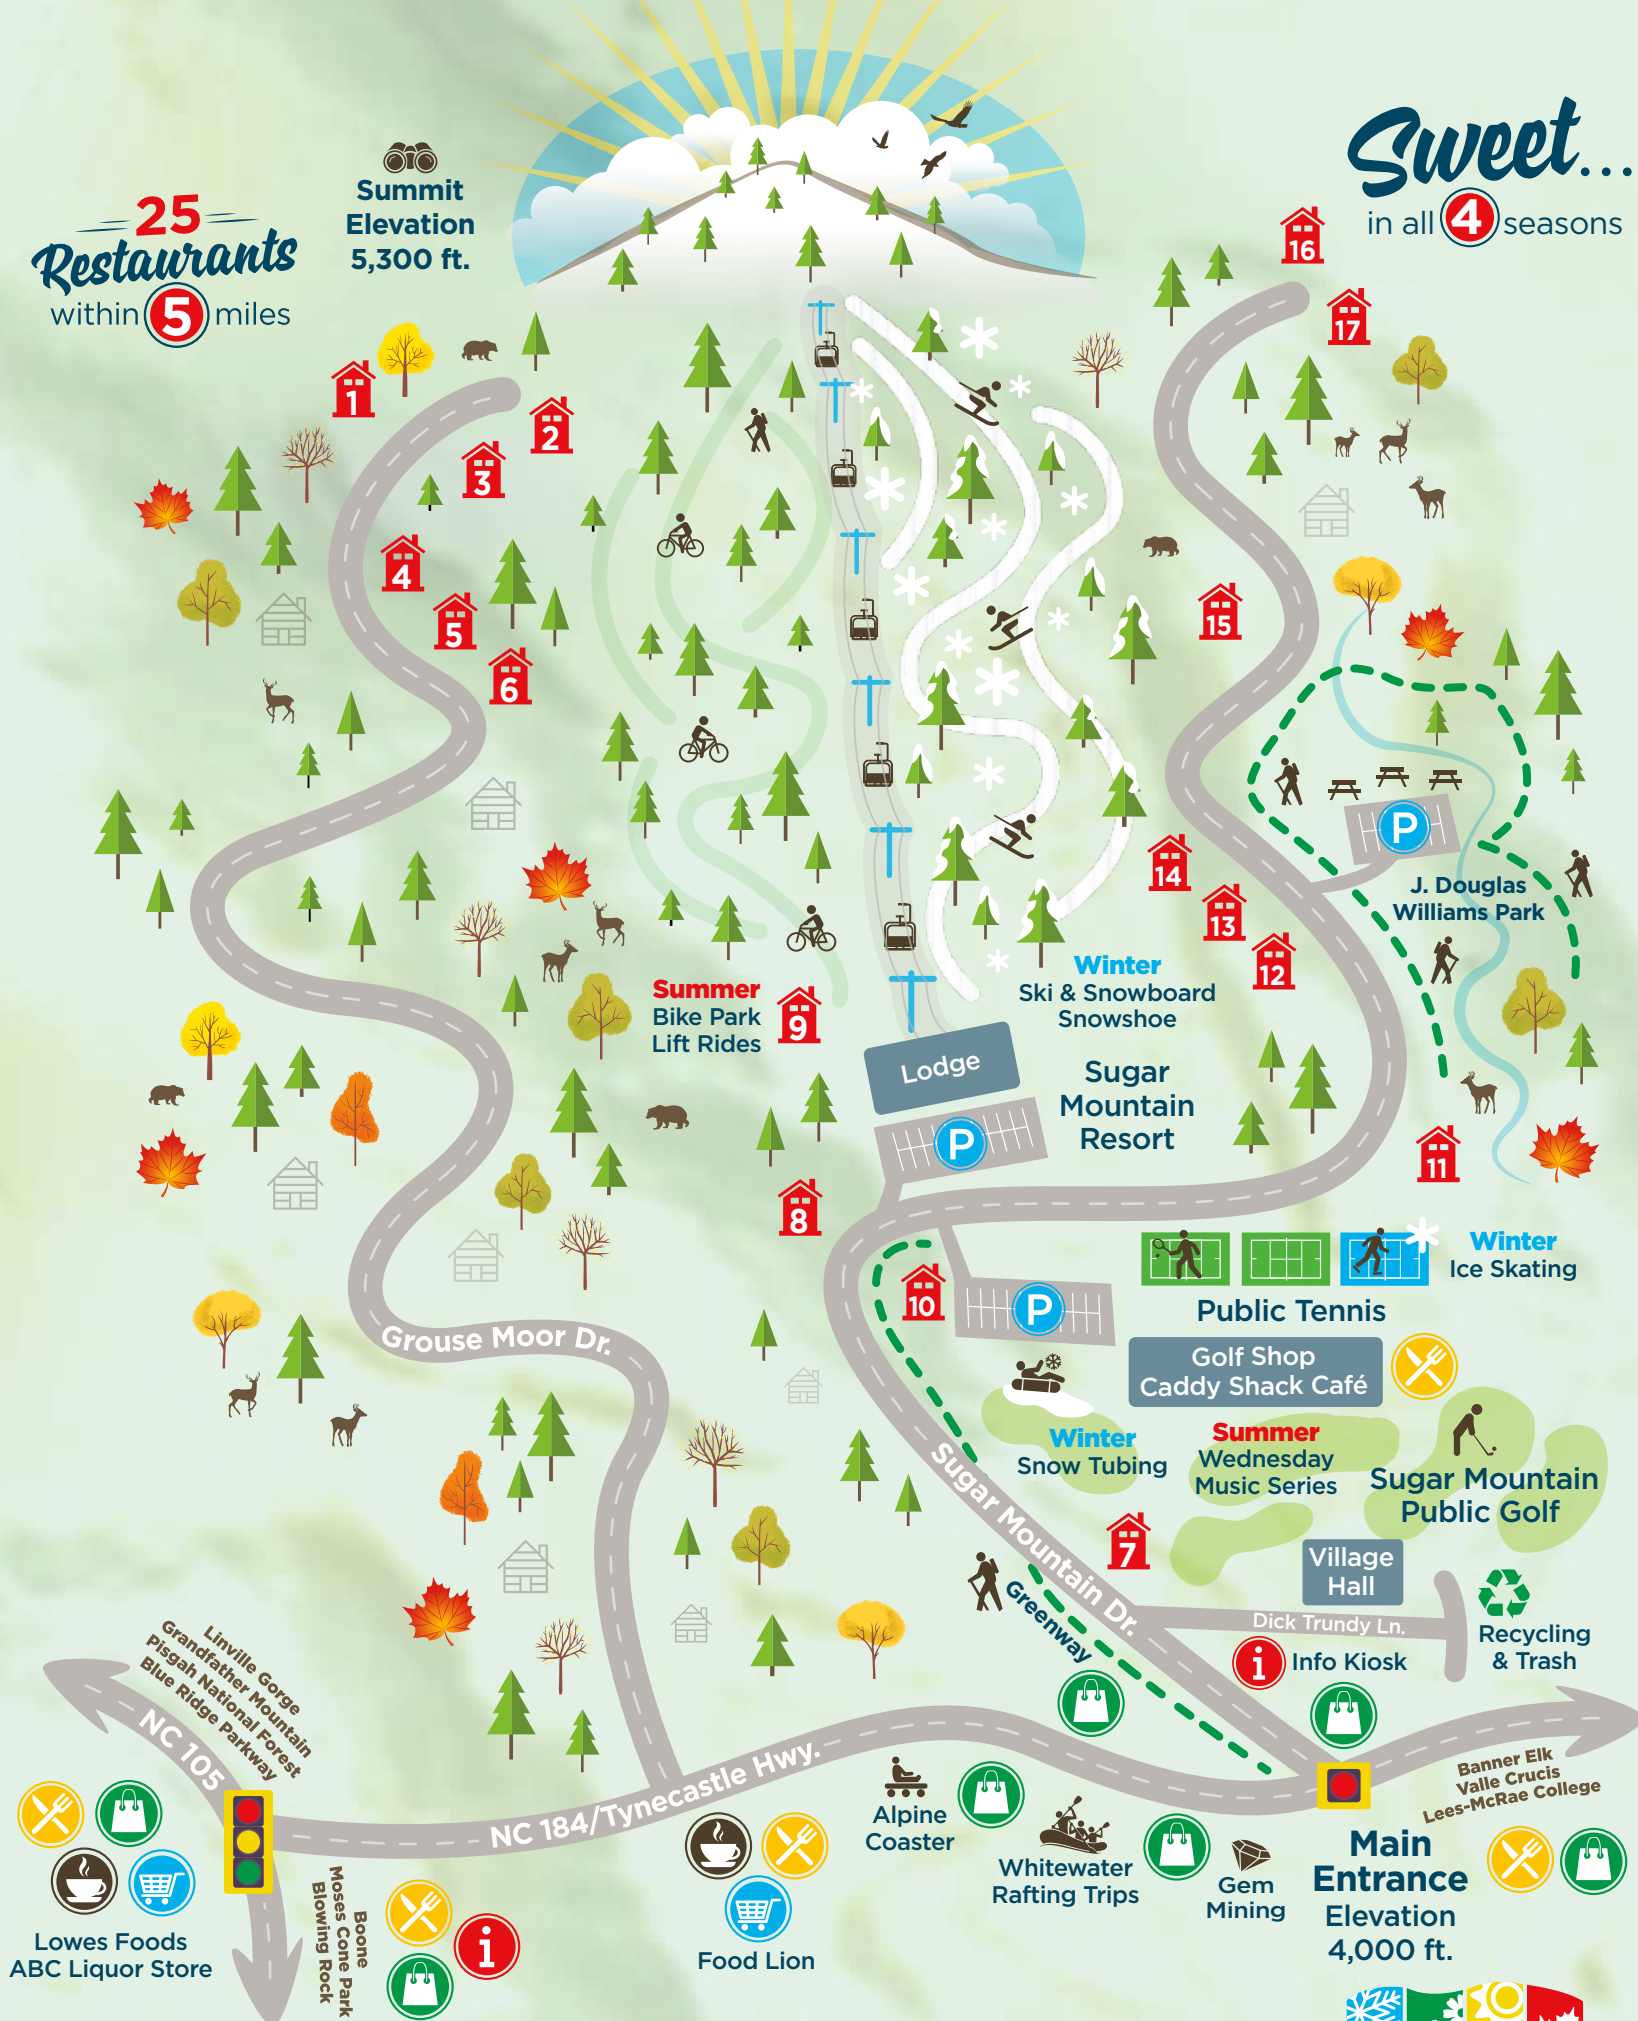 Sweet...
in all 4 seasons
25
Restaurants
within 5 miles
Summit
Elevation
5,300 ft.
16
17
1
2
3
4
5
6
15
14
13
12
J. Douglas
Williams Park
P
Summer
Bike Park
Lift Rides
9
Winter
Ski & Snowboard
Snowshoe
Lodge
P
Sugar
Mountain
Resort
11
8
10
P
Winter
Ice Skating
Public Tennis
Golf Shop
Caddy Shack Café
Grouse Moor Dr.
Winter
Snow Tubing
Summer
Wednesday
Music Series
Sugar Mountain
Public Golf
Sugar Mountain Dr.
7
Village
Hall
Greenway
Dick Trundy Ln.
Recycling
& Trash
i
Info Kiosk
Linville Gorge
Grandfather Mountain
Pisgah National Forest
Blue Ridge Parkway
NC 105
NC 184/Tynecastle Hwy.
Banner Elk
Valle Crucis
Lees-McRae College
Alpine
Coaster
Whitewater
Rafting Trips
Gem
Mining
Main
Entrance
Elevation
4,000 ft.
Lowes Foods
ABC Liquor Store
Boone
Moses Cone Park
Blowing Rock
i
Food Lion